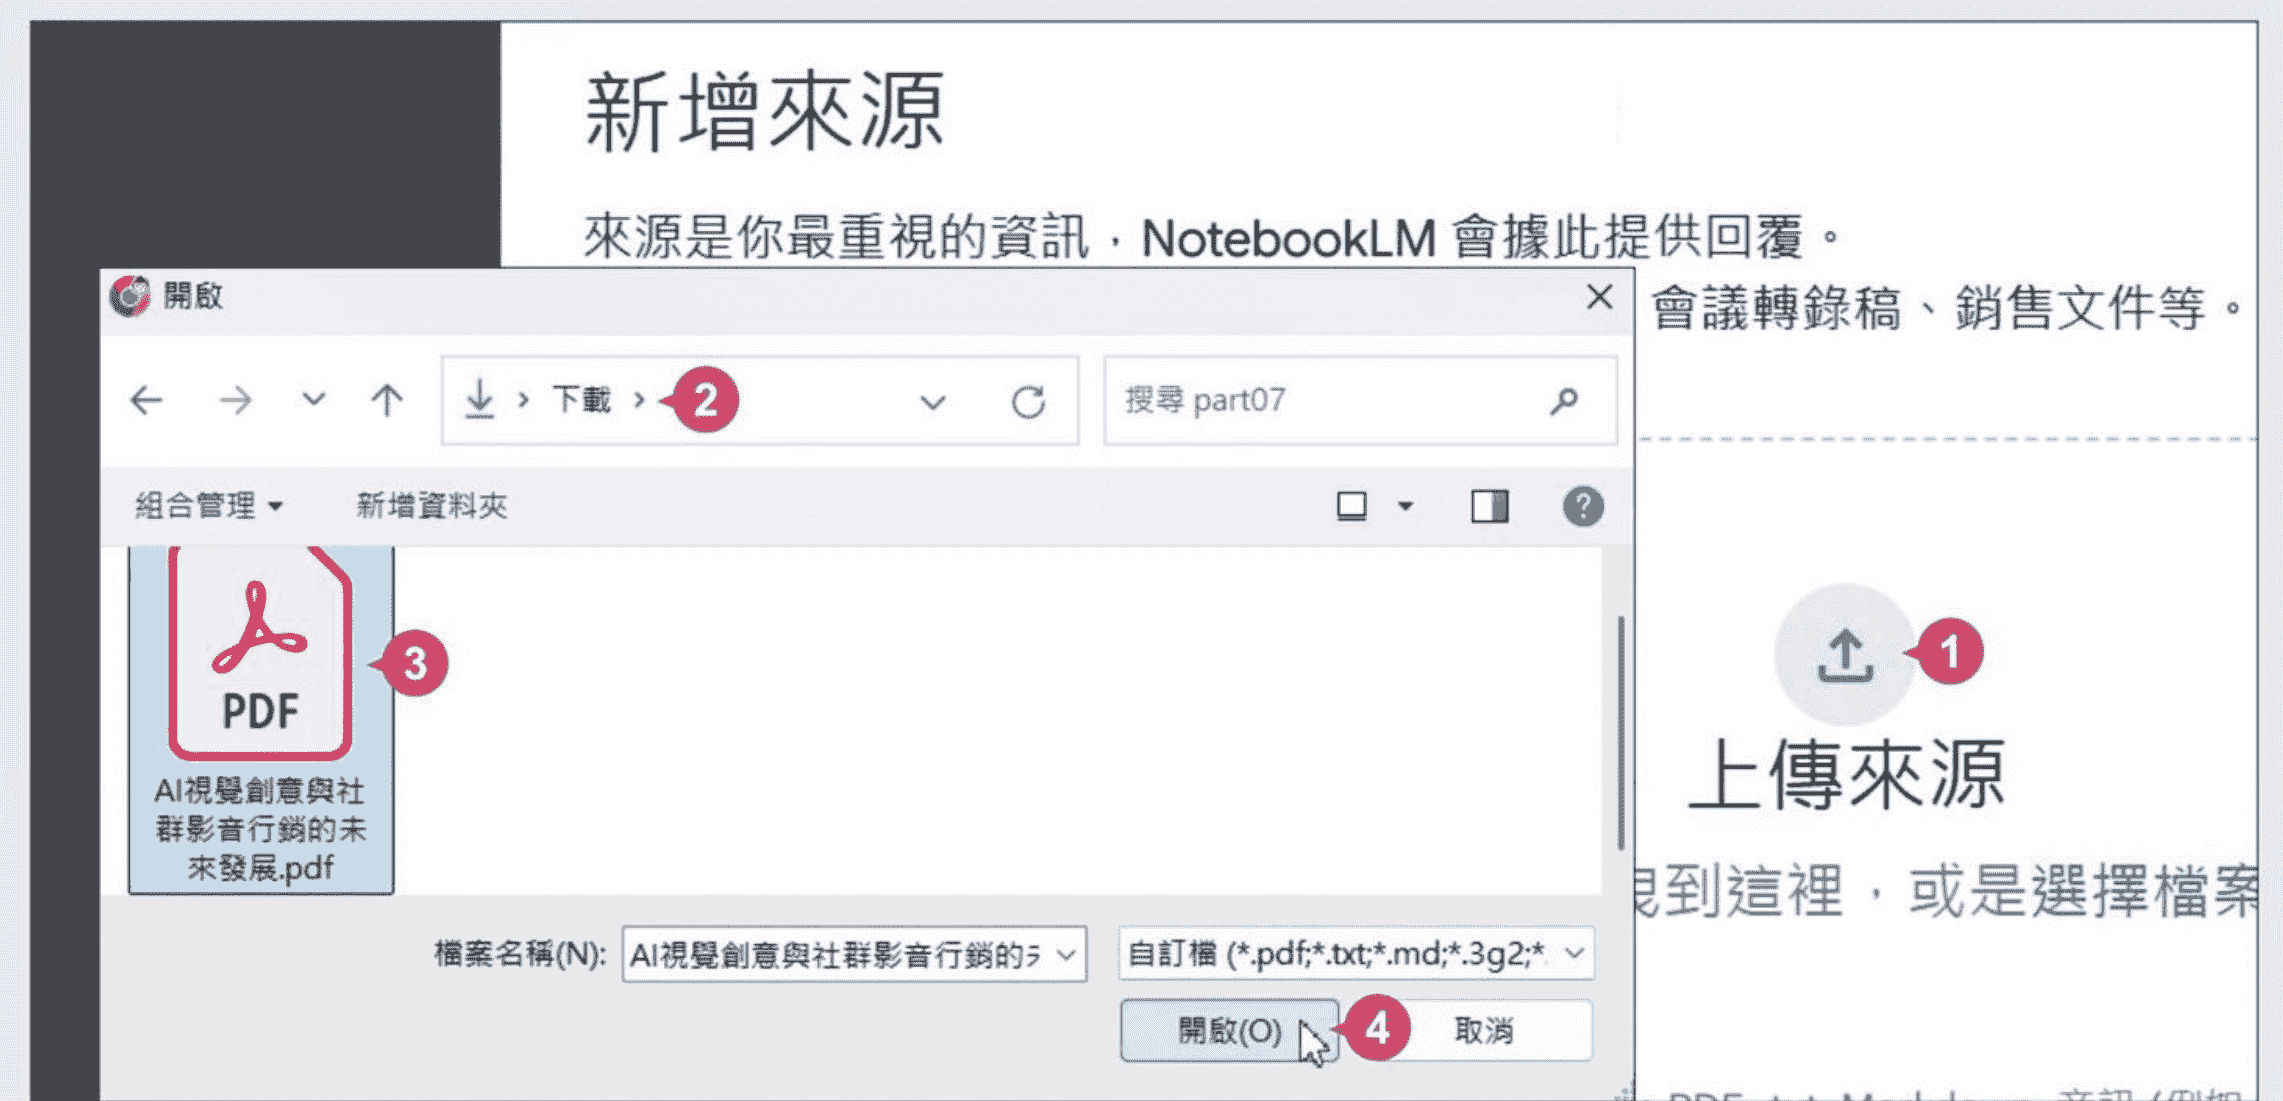 新增來源
來源是你最重視的資訊，NotebookLM 會據此提供回覆。
會議轉錄稿、銷售文件等。
開啟
下載
2
搜尋 part07
組合管理
新增資料夾
?
PDF
3
AI視覺創意與社
群影音行銷的未
來發展.pdf
1
上傳來源
到這裡，或是選擇檔案
檔案名稱(N):
AI視覺創意與社群影音行銷的
自訂檔 (*.pdf;*.txt;*.md;*.3g2;*
開啟(O)
4
取消